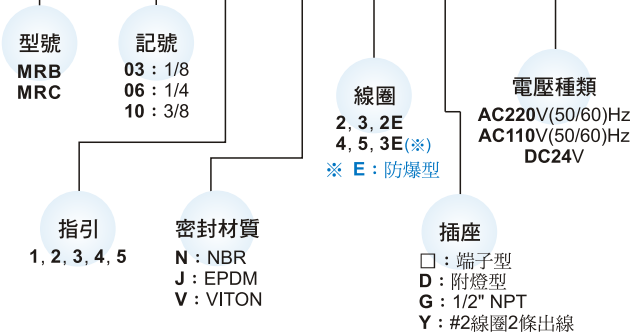 型號
MRB
MRC
記號
03：1/8
06：1/4
10：3/8
線圈
2, 3, 2E
4, 5, 3E(※)
※ E：防爆型
電壓種類
AC220V(50/60)Hz
AC110V(50/60)Hz
DC24V
指引
1, 2, 3, 4, 5
密封材質
N：NBR
J：EPDM
V：VITON
插座
□：端子型
D：附燈型
G：1/2" NPT
Y：#2線圈2條出線